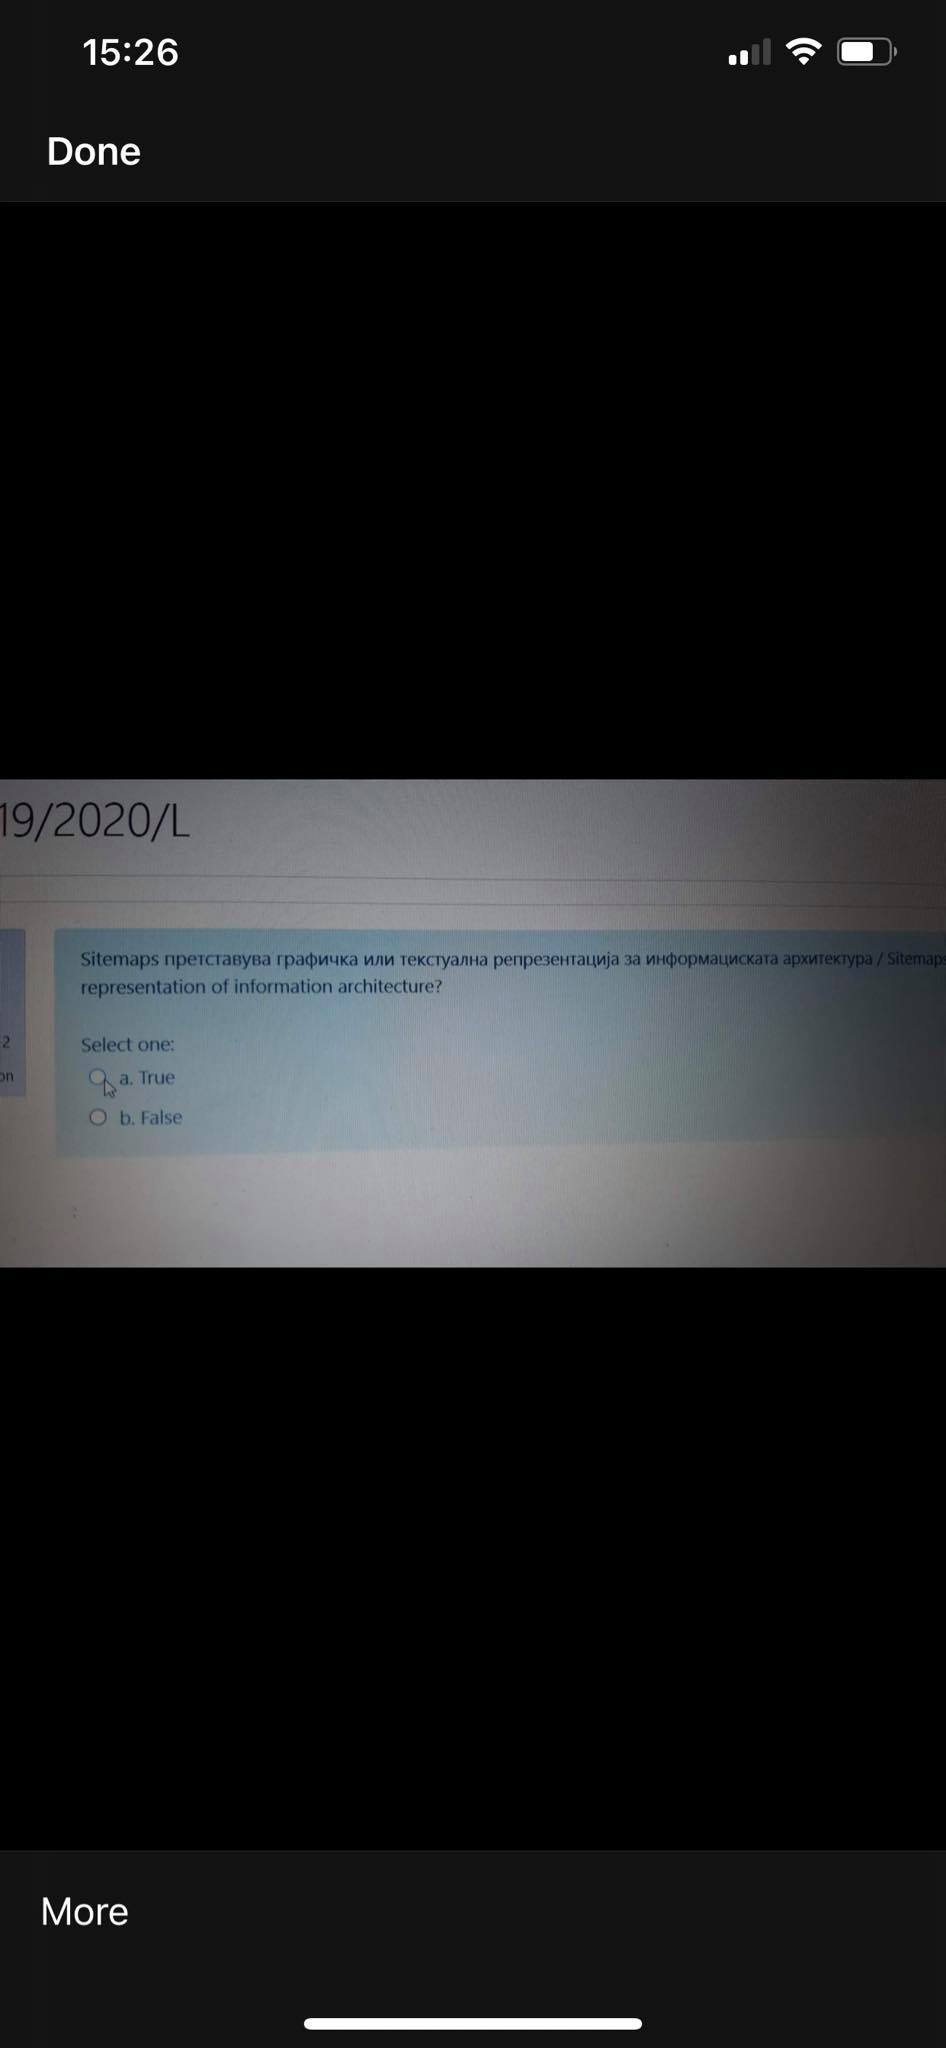 15:26
Done
19/2020/L
Sitemaps претставува графичка или текстуална репрезентација за информациската архитектура / Sitemaps
representation of information architecture?
2
Select one:
on
a. True
b. False
More